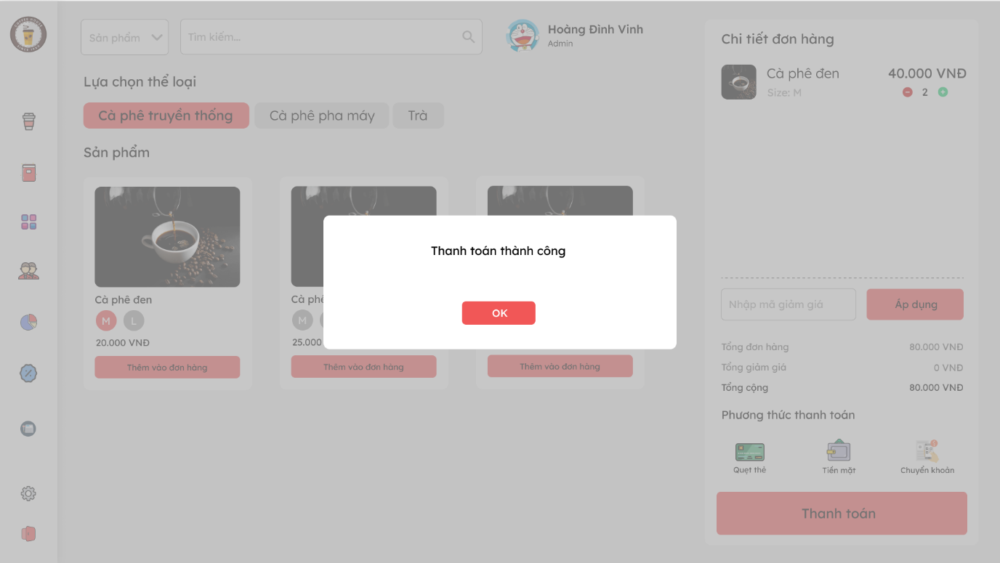 Sản phẩm
Tìm kiếm...
Hoàng Đình Vinh
Admin
Lựa chọn thể loại
Cà phê truyền thống
Cà phê pha máy
Trà
Sản phẩm
Cà phê đen
M L
20.000 VNĐ
Thêm vào đơn hàng
Cà phê
M
25.000
Thêm vào đơn hàng
Thêm vào đơn hàng
Thanh toán thành công
OK
Chi tiết đơn hàng
Cà phê đen 40.000 VNĐ
Size: M 2
Nhập mã giảm giá
Áp dụng
Tổng đơn hàng 80.000 VNĐ
Tổng giảm giá 0 VNĐ
Tổng cộng 80.000 VNĐ
Phương thức thanh toán
Quẹt thẻ
Tiền mặt
Chuyển khoản
Thanh toán